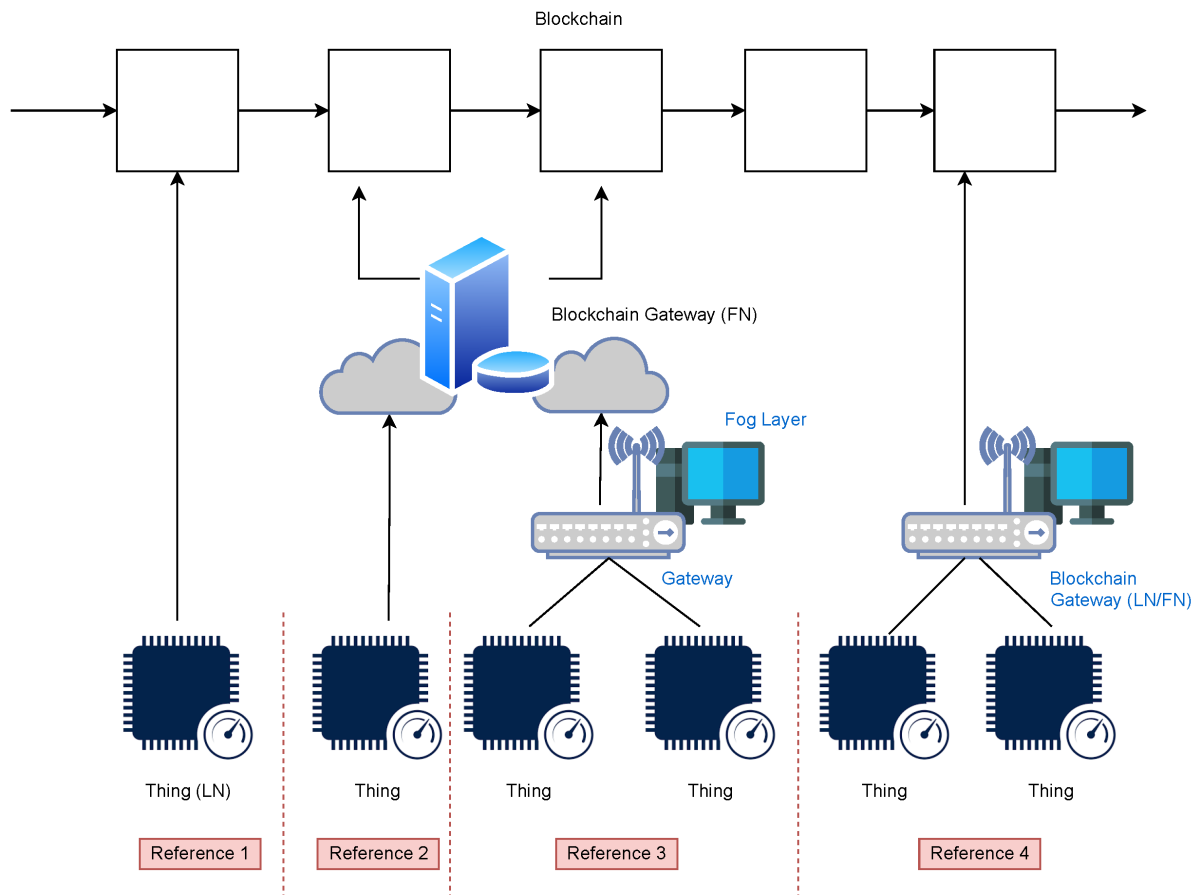 Blockchain
Blockchain Gateway (FN)
Fog Layer
Gateway
Blockchain
Gateway (LN/FN)
Thing (LN)
Thing
Thing
Thing
Thing
Thing
Reference 1
Reference 2
Reference 3
Reference 4